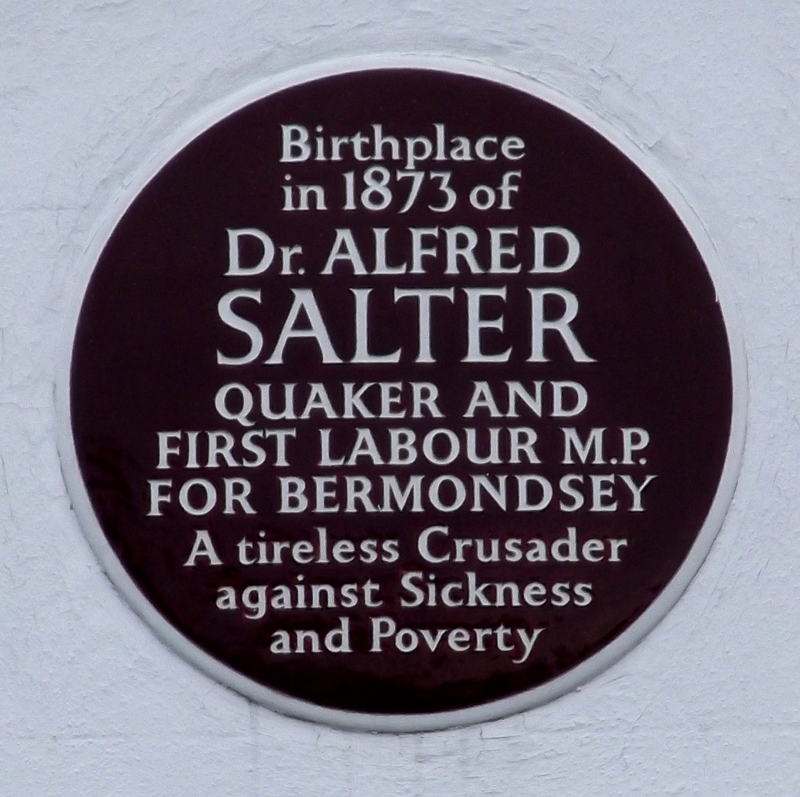 Birthplace
in 1873 of
Dr. ALFRED
SALTER
QUAKER AND
FIRST LABOUR M.P.
FOR BERMONDSEY
A tireless Crusader
against Sickness
and Poverty